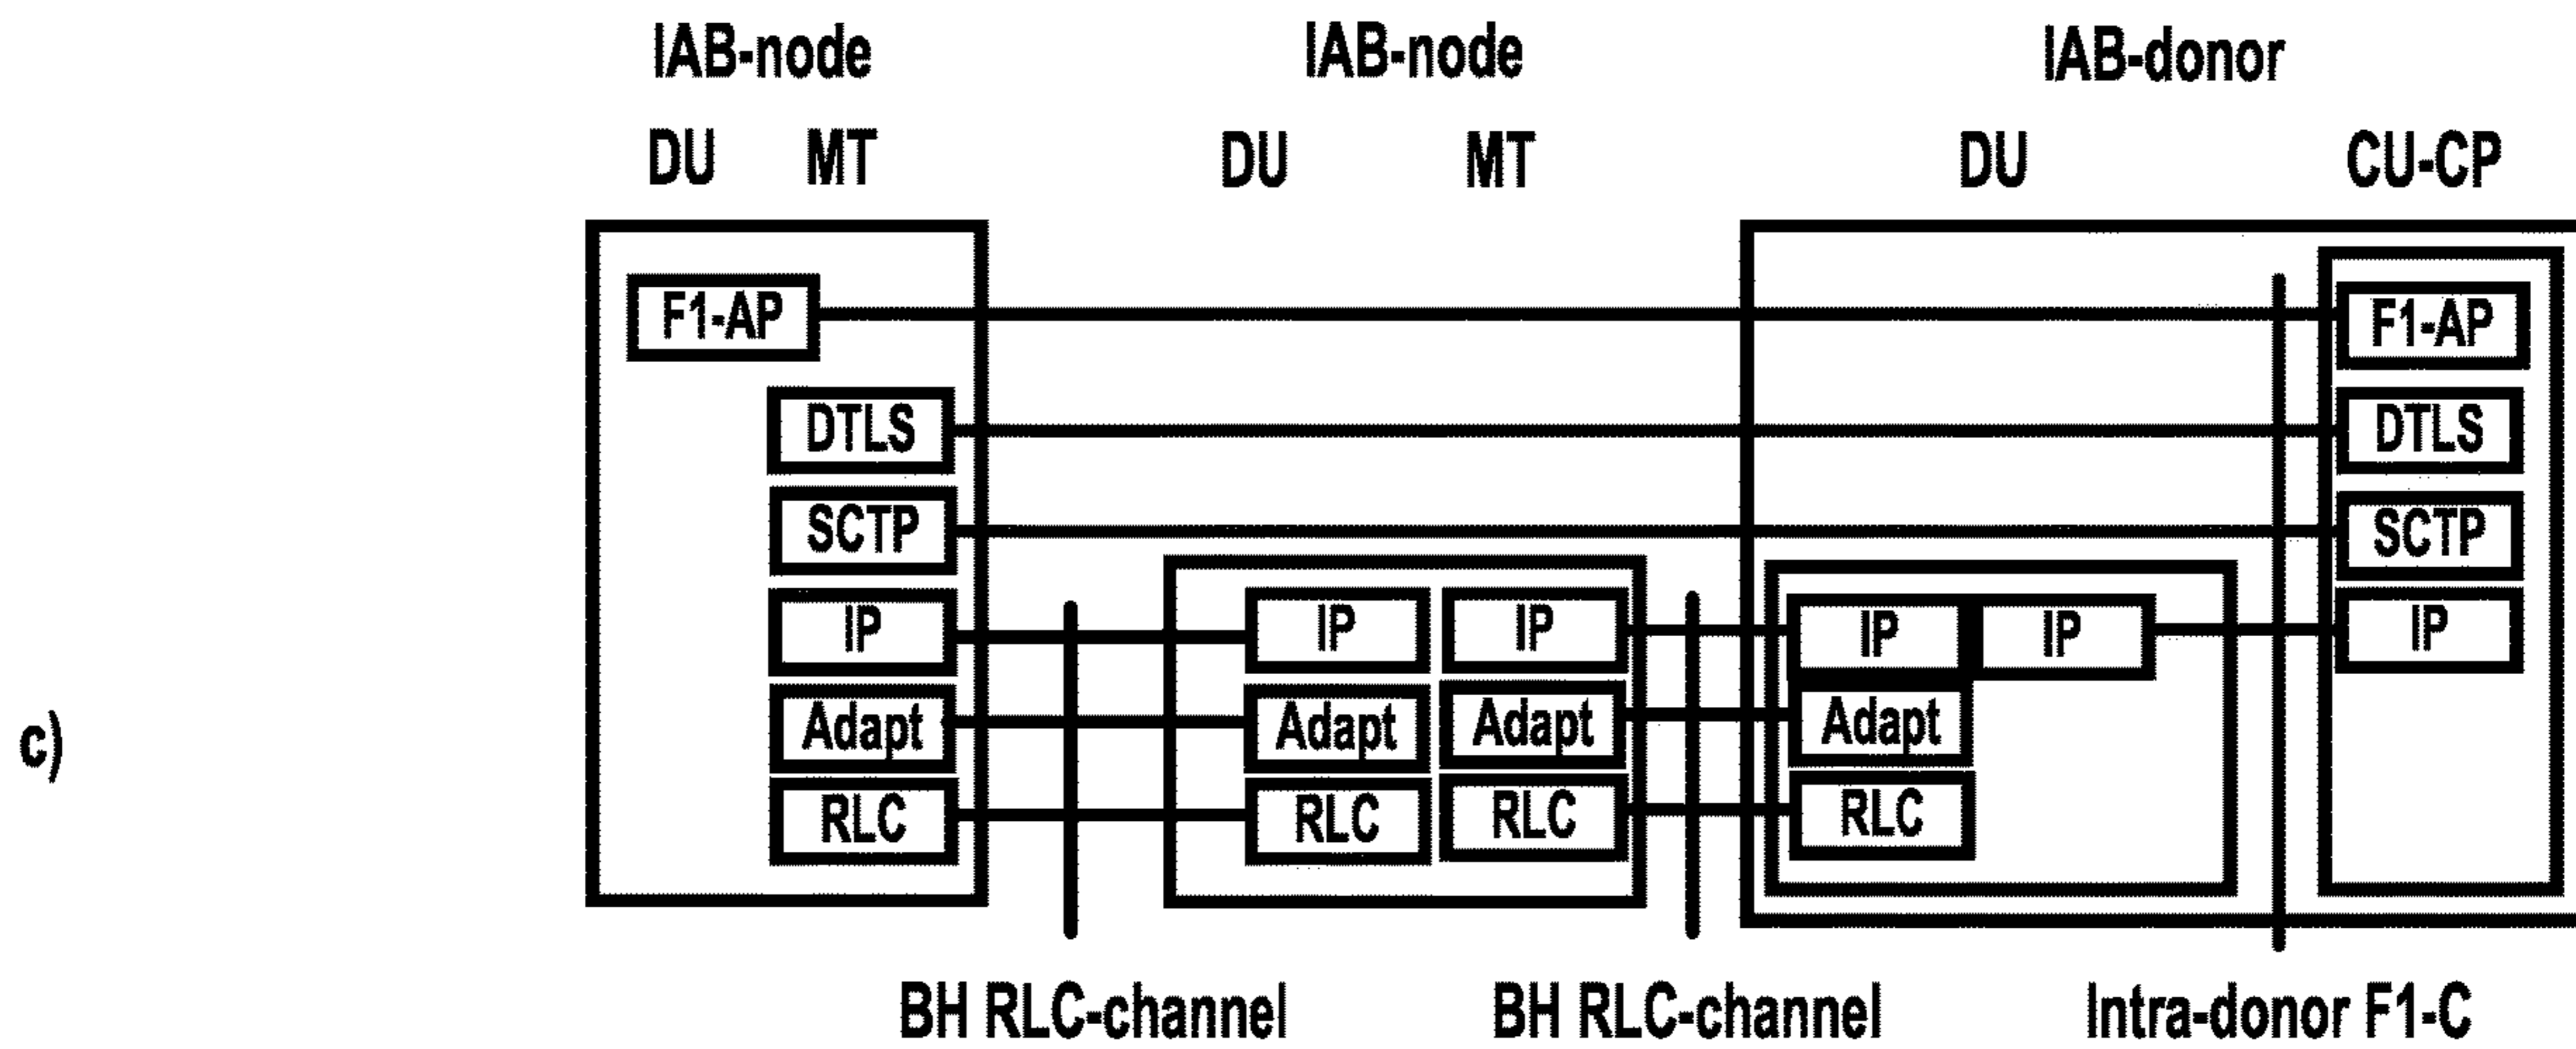 IAB-node IAB-node IAB-donor
DU MT DU MT DU CU-CP
F1-AP F1-AP
DTLS DTLS
SCTP SCTP
IP IP IP IP IP IP
Adapt Adapt Adapt Adapt
c)
RLC RLC RLC RLC
BH RLC-channel BH RLC-channel Intra-donor F1-C